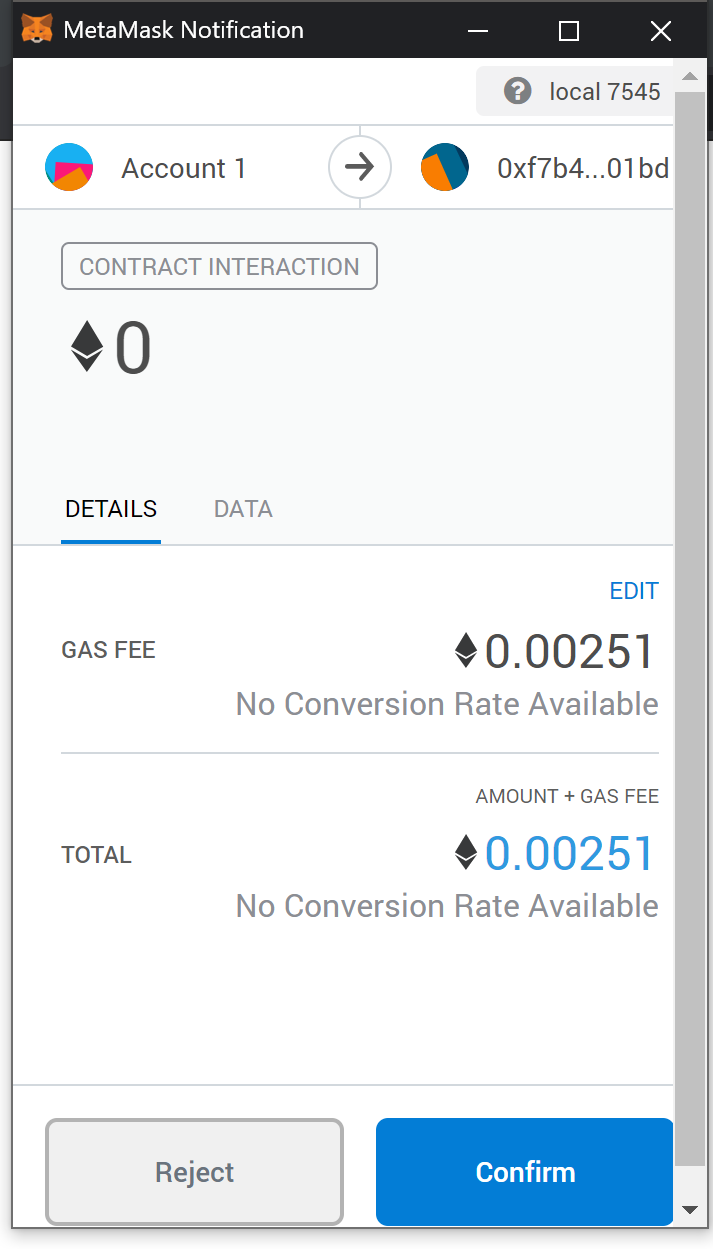 MetaMask Notification
local 7545
Account 1
0xf7b4...01bd
CONTRACT INTERACTION
0
DETAILS DATA
EDIT
GAS FEE 0.00251
No Conversion Rate Available
AMOUNT + GAS FEE
TOTAL 0.00251
No Conversion Rate Available
Reject Confirm